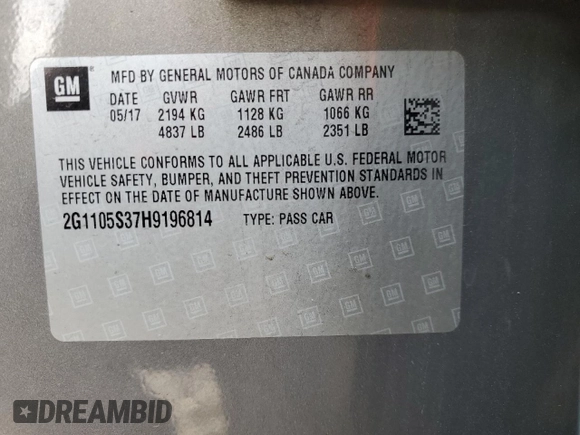 GM
MFD BY GENERAL MOTORS OF CANADA COMPANY
DATE GVWR GAWR FRT GAWR RR
05/17 2194 KG 1128 KG 1066 KG
4837 LB 2486 LB 2351 LB
THIS VEHICLE CONFORMS TO ALL APPLICABLE U.S. FEDERAL MOTOR
VEHICLE SAFETY, BUMPER, AND THEFT PREVENTION STANDARDS IN
EFFECT ON THE DATE OF MANUFACTURE SHOWN ABOVE.
2G1105S37H9196814 TYPE: PASS CAR
DREAMBID